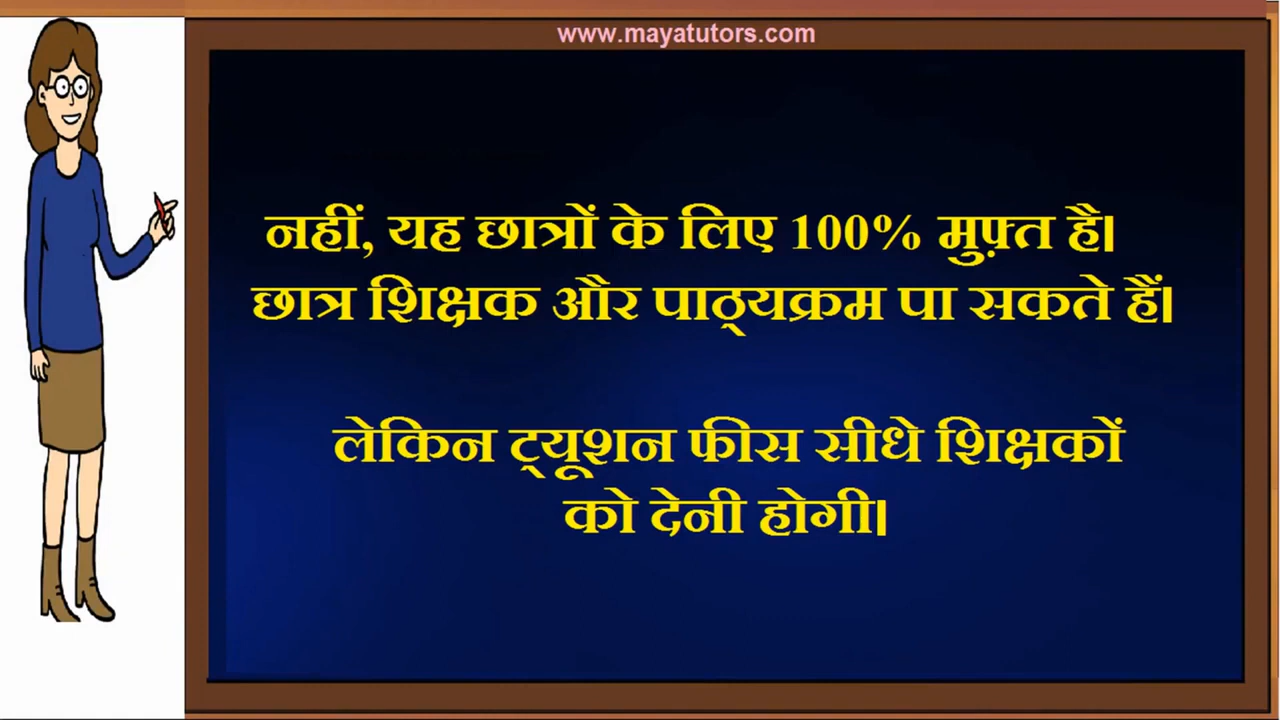 www.mayatutors.com
नहीं, यह छात्रों के लिए 100% मुफ़्त है।
छात्र शिक्षक और पाठ्यक्रम पा सकते हैं।
लेकिन ट्यूशन फीस सीधे शिक्षकों
को देनी होगी।